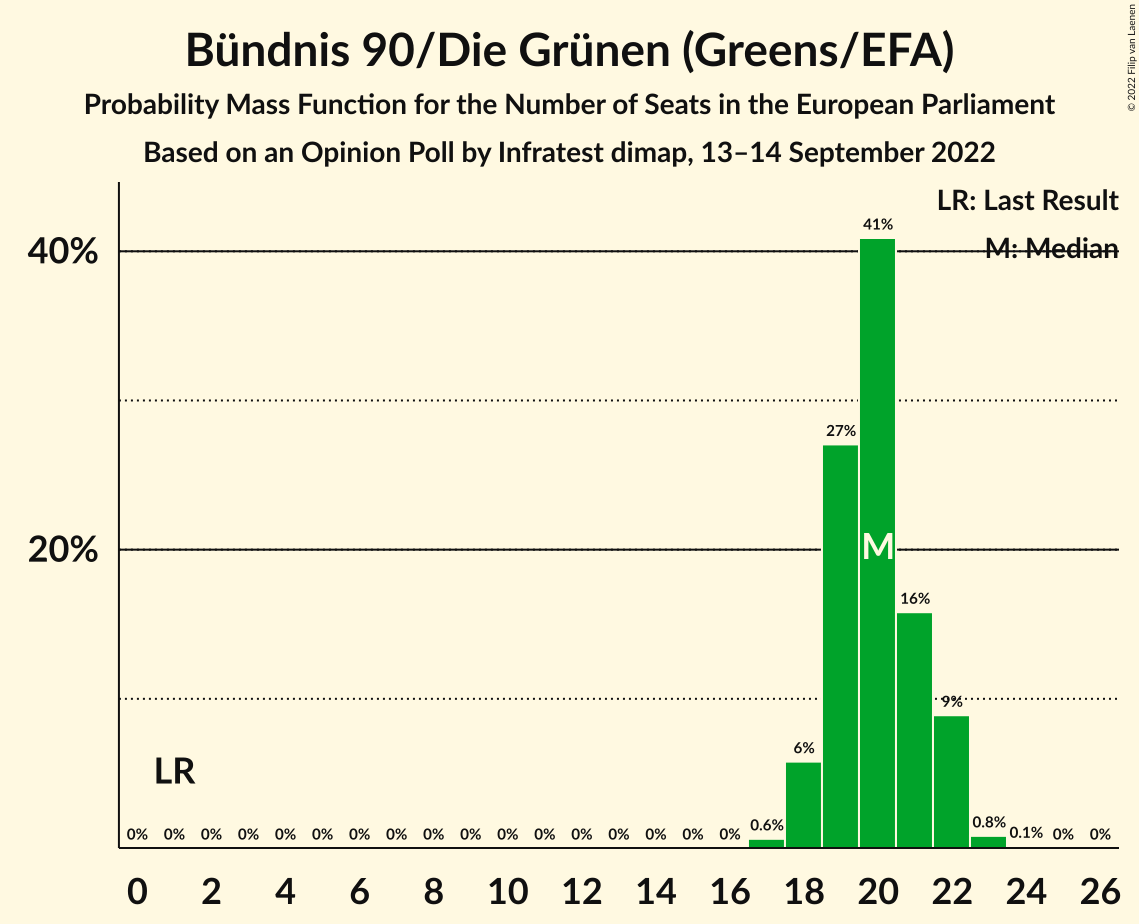 Bündnis 90/Die Grünen (Greens/EFA)
Probability Mass Function for the Number of Seats in the European Parliament
Based on an Opinion Poll by Infratest dimap, 13–14 September 2022
© 2022 Filip van Laenen
LR: Last Result
M: Median
41%
40%
27%
20%
M
16%
9%
6%
LR
0% 0% 0% 0% 0% 0% 0% 0% 0% 0% 0% 0% 0% 0% 0% 0% 0% 0.6% 0.8% 0.1% 0% 0%
0 2 4 6 8 10 12 14 16 18 20 22 24 26